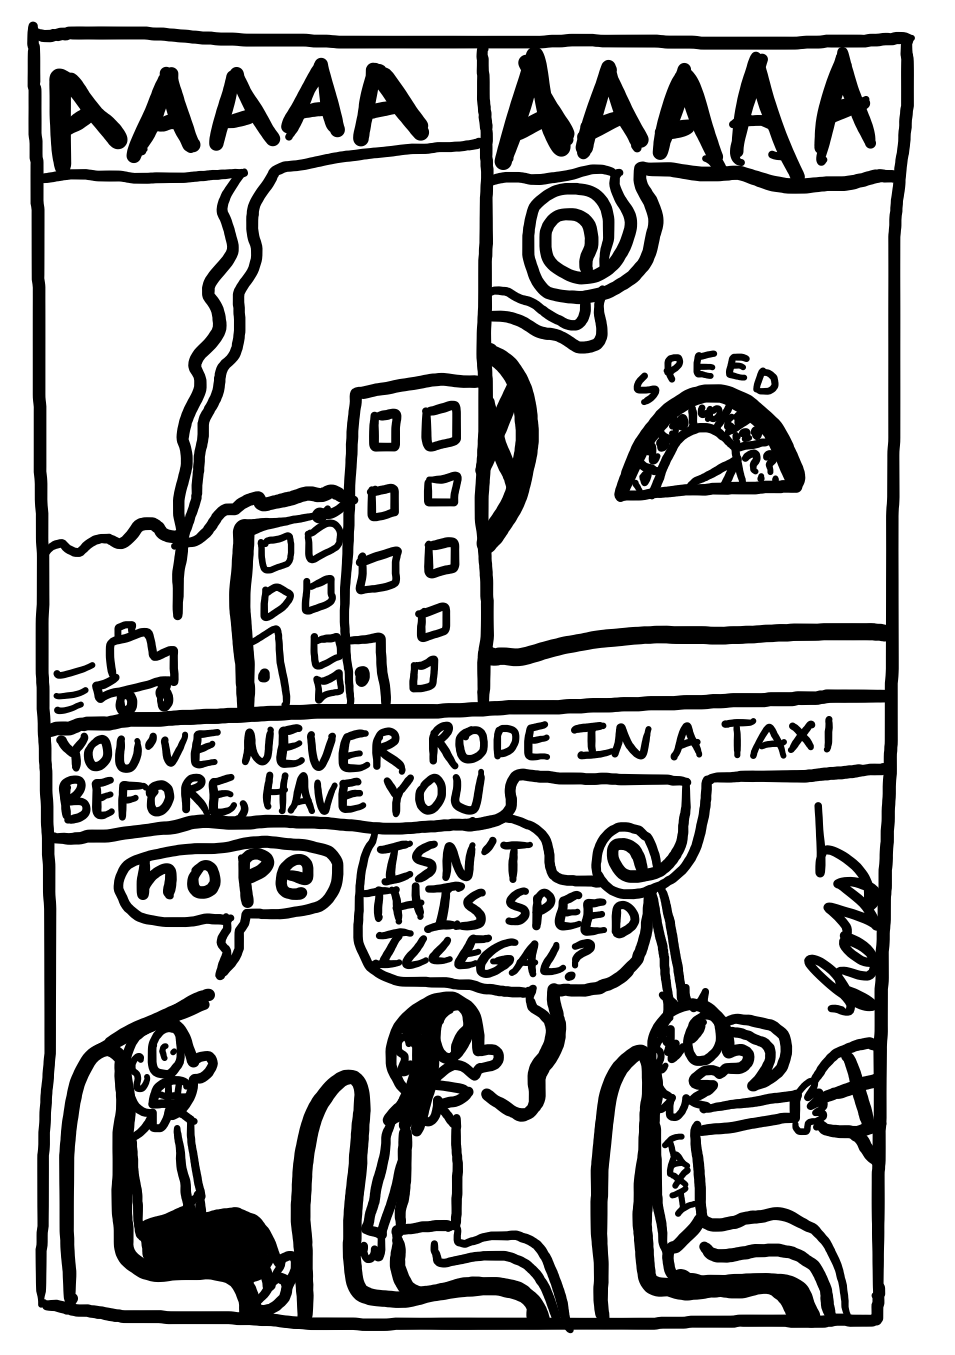 AAAAA
AAAAA
SPEED
??
YOU'VE NEVER RODE IN A TAXI
BEFORE, HAVE YOU
nope
ISN'T
THIS SPEED
ILLEGAL?
TAXI